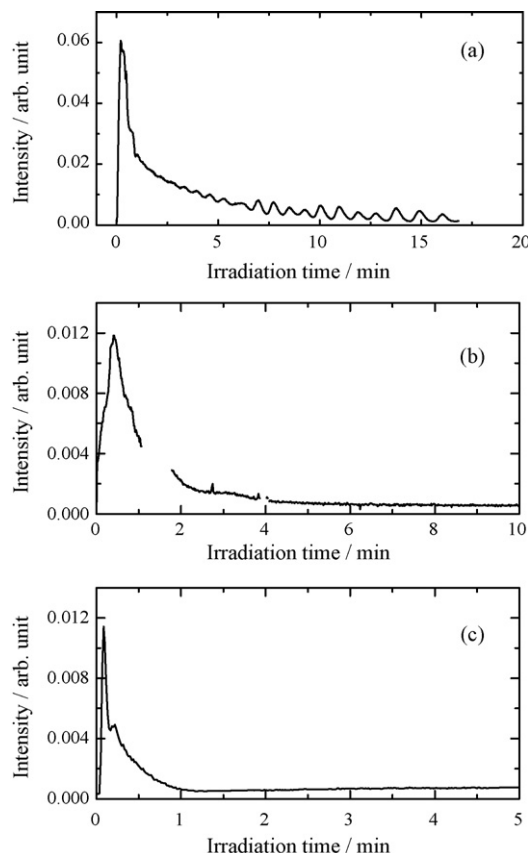 (a)
Intensity / arb. unit
0.06
0.04
0.02
0.00
0 5 10 15 20
Irradiation time / min
(b)
Intensity / arb. unit
0.012
0.008
0.004
0.000
0 2 4 6 8 10
Irradiation time / min
(c)
Intensity / arb. unit
0.012
0.008
0.004
0.000
0 1 2 3 4 5
Irradiation time / min